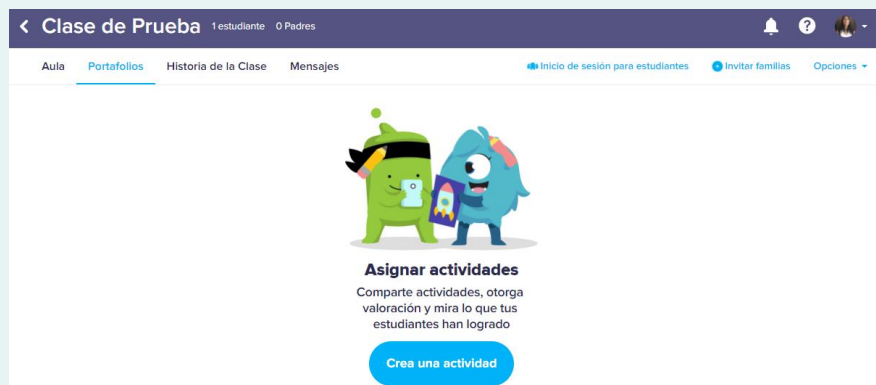 Clase de Prueba 1 estudiante 0 Padres
Aula Portafolios Historia de la Clase Mensajes Inicio de sesión para estudiantes Invitar familias Opciones
Asignar actividades
Comparte actividades, otorga
valoración y mira lo que tus
estudiantes han logrado
Crea una actividad